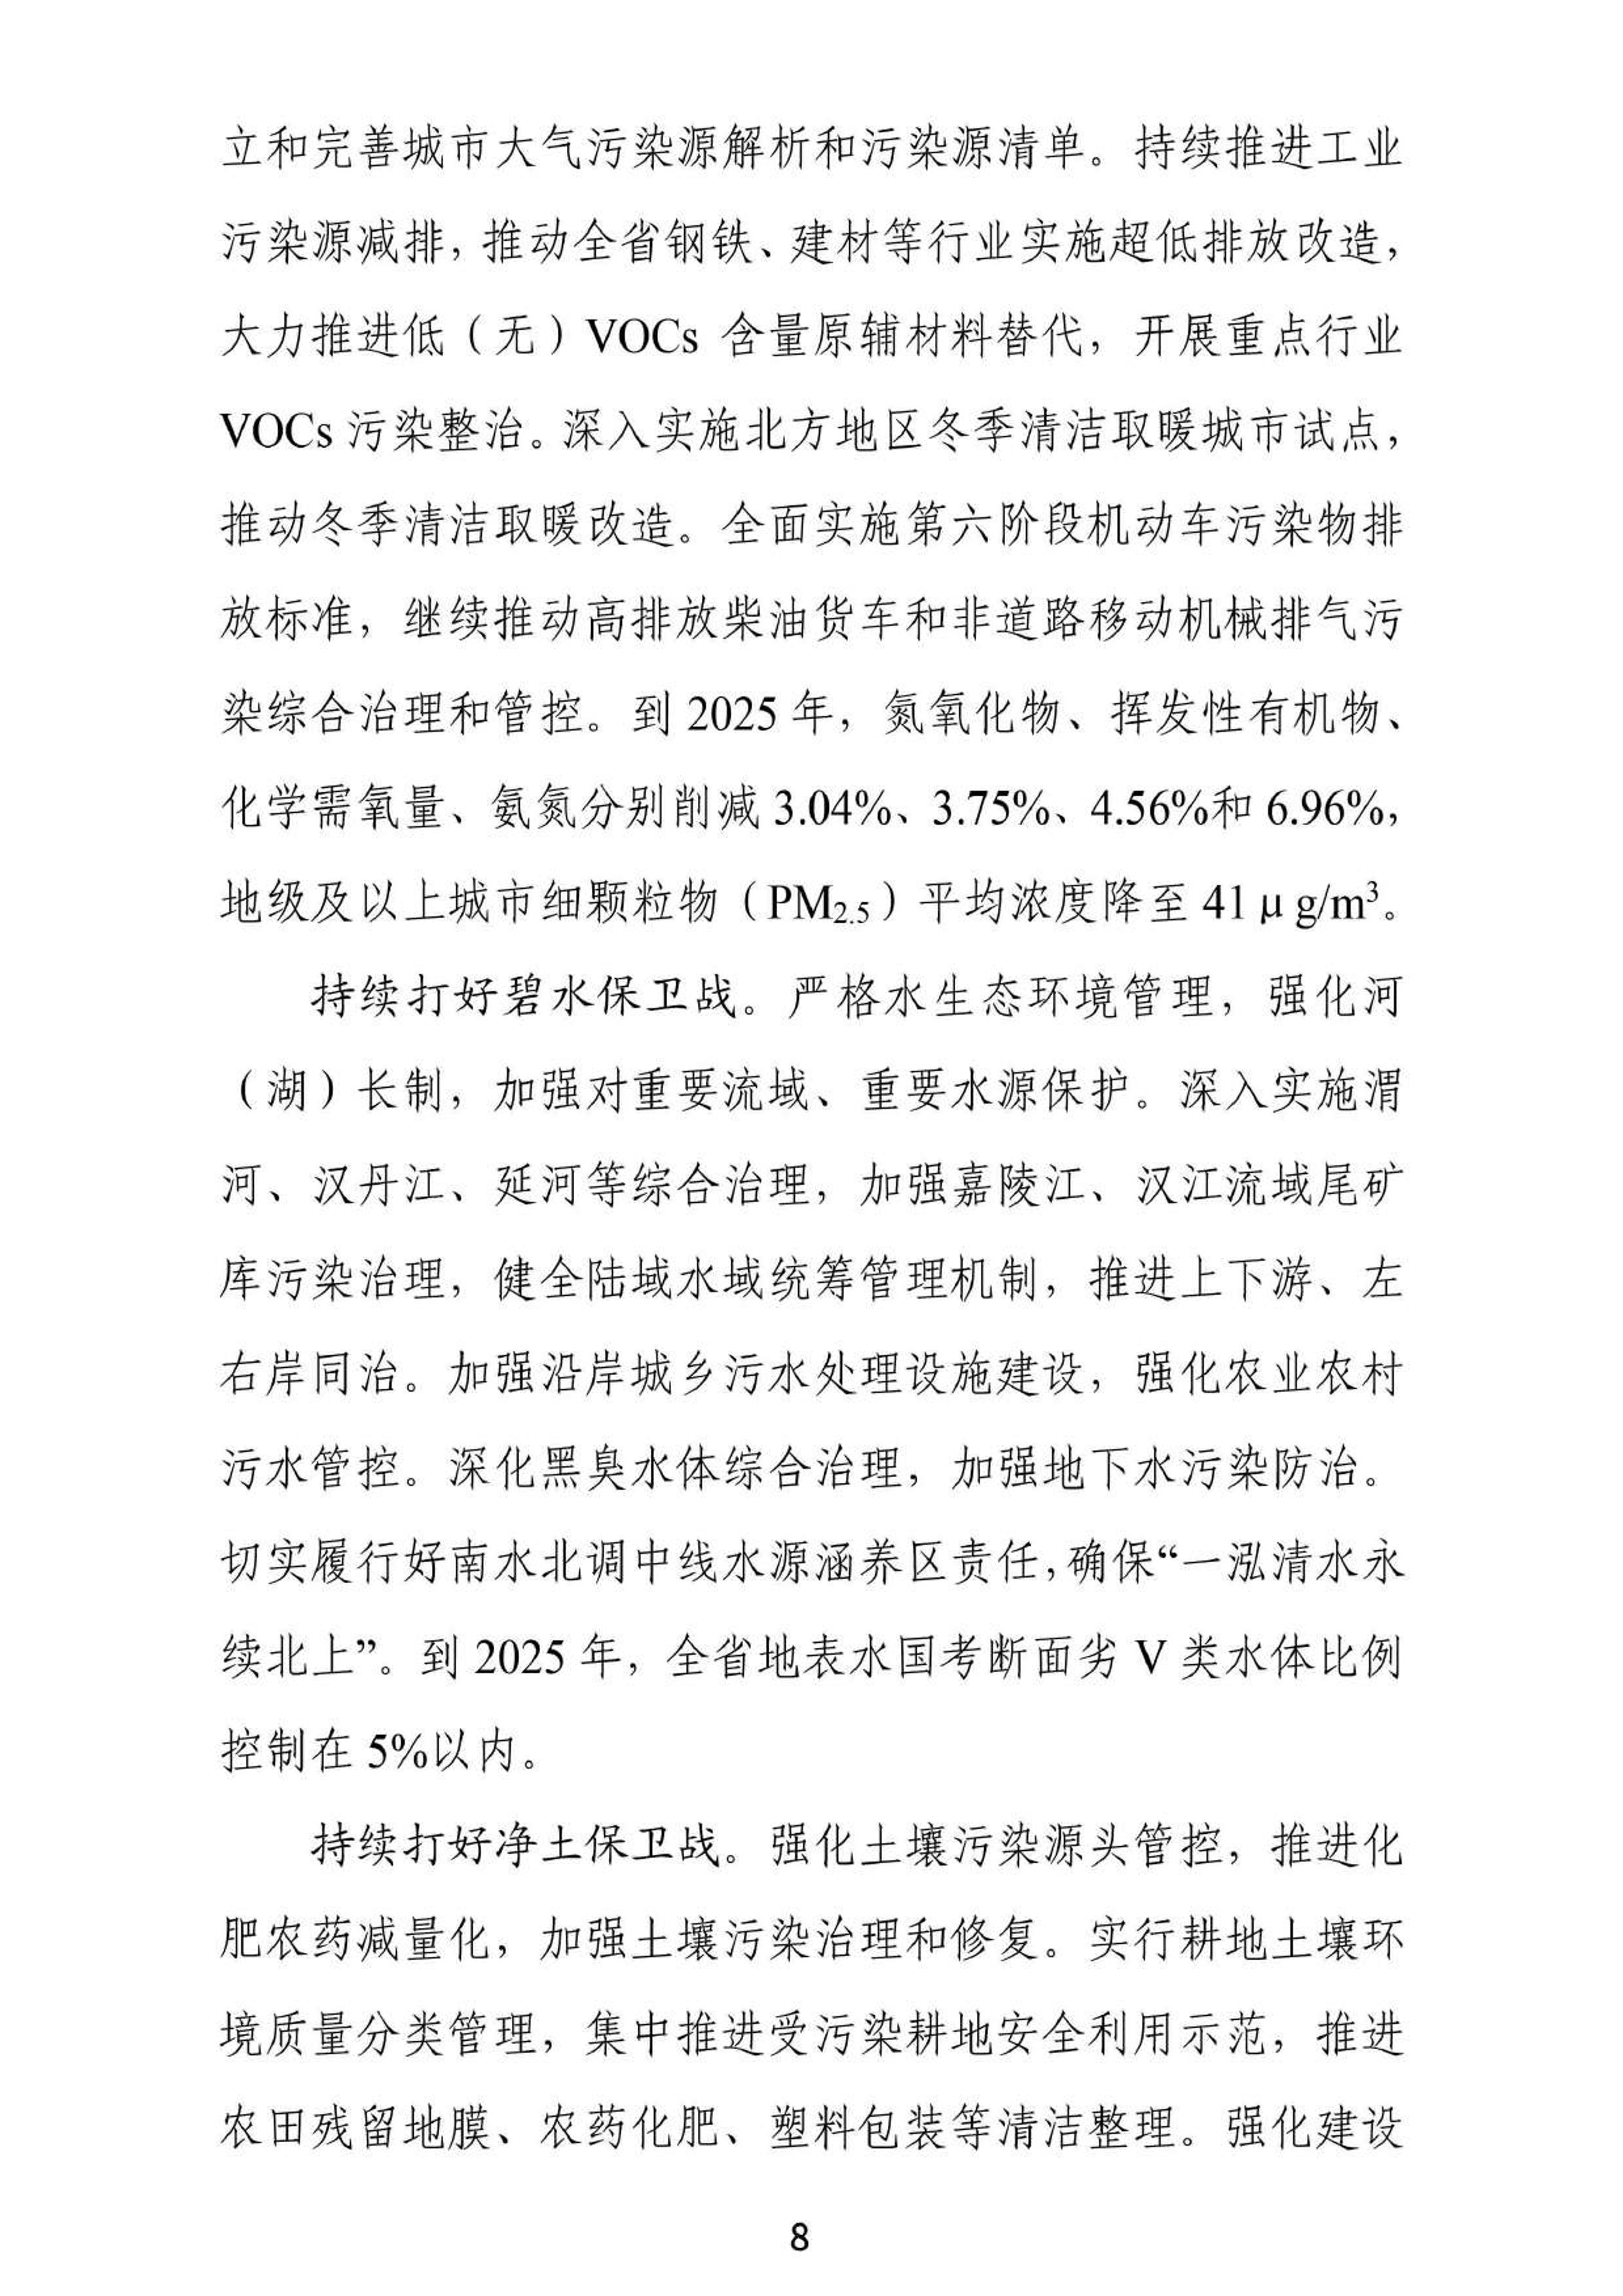 立和完善城市大气污染源解析和污染源清单。持续推进工业
污染源减排，推动全省钢铁、建材等行业实施超低排放改造，
大力推进低（无）VOCs 含量原辅材料替代，开展重点行业
VOCs 污染整治。深入实施北方地区冬季清洁取暖城市试点，
推动冬季清洁取暖改造。全面实施第六阶段机动车污染物排
放标准，继续推动高排放柴油货车和非道路移动机械排气污
染综合治理和管控。到 2025 年，氮氧化物、挥发性有机物、
化学需氧量、氨氮分别削减 3.04%、3.75%、4.56%和 6.96%，
地级及以上城市细颗粒物（PM₂.₅）平均浓度降至 41μg/m³。
持续打好碧水保卫战。严格水生态环境管理，强化河
（湖）长制，加强对重要流域、重要水源保护。深入实施渭
河、汉丹江、延河等综合治理，加强嘉陵江、汉江流域尾矿
库污染治理，健全陆域水域统筹管理机制，推进上下游、左
右岸同治。加强沿岸城乡污水处理设施建设，强化农业农村
污水管控。深化黑臭水体综合治理，加强地下水污染防治。
切实履行好南水北调中线水源涵养区责任，确保“一泓清水永
续北上”。到 2025 年，全省地表水国考断面劣 V 类水体比例
控制在 5%以内。
持续打好净土保卫战。强化土壤污染源头管控，推进化
肥农药减量化，加强土壤污染治理和修复。实行耕地土壤环
境质量分类管理，集中推进受污染耕地安全利用示范，推进
农田残留地膜、农药化肥、塑料包装等清洁整理。强化建设
8